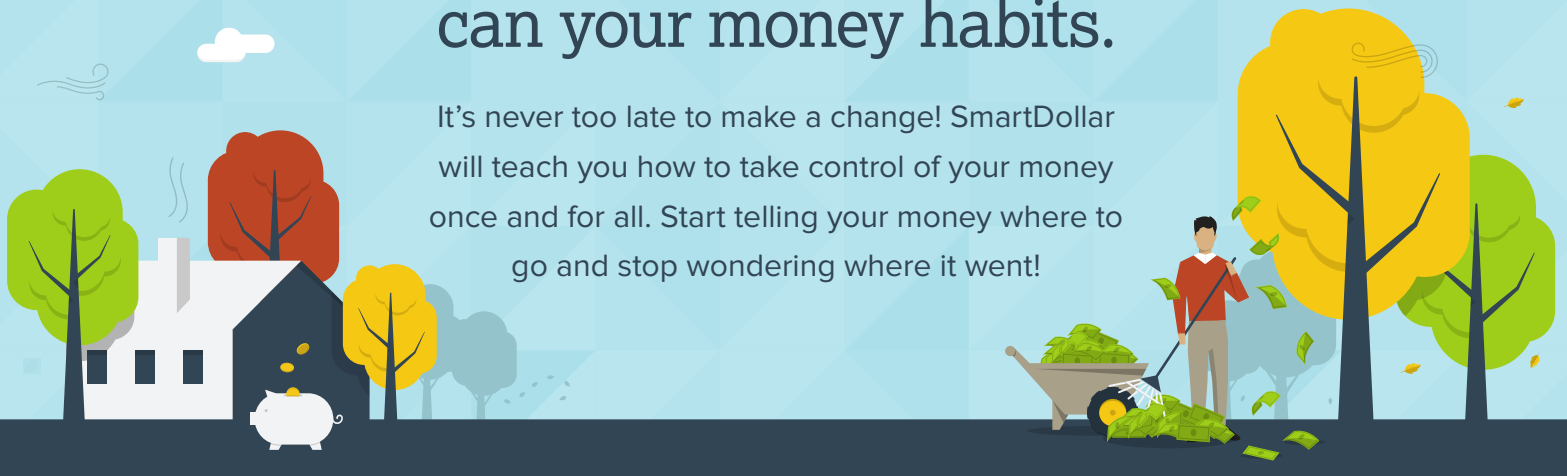 can your money habits.
It’s never too late to make a change! SmartDollar
will teach you how to take control of your money
once and for all. Start telling your money where to
go and stop wondering where it went!